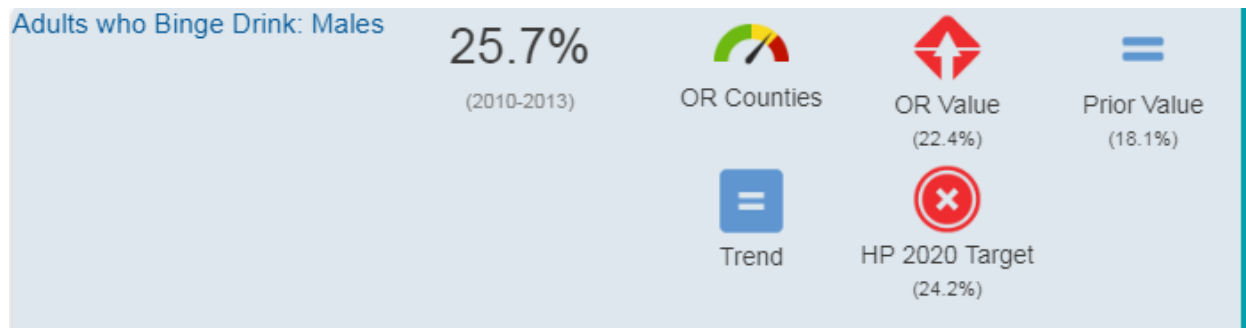 Adults who Binge Drink: Males
25.7%
(2010-2013)
OR Counties
OR Value
(22.4%)
Prior Value
(18.1%)
Trend
HP 2020 Target
(24.2%)